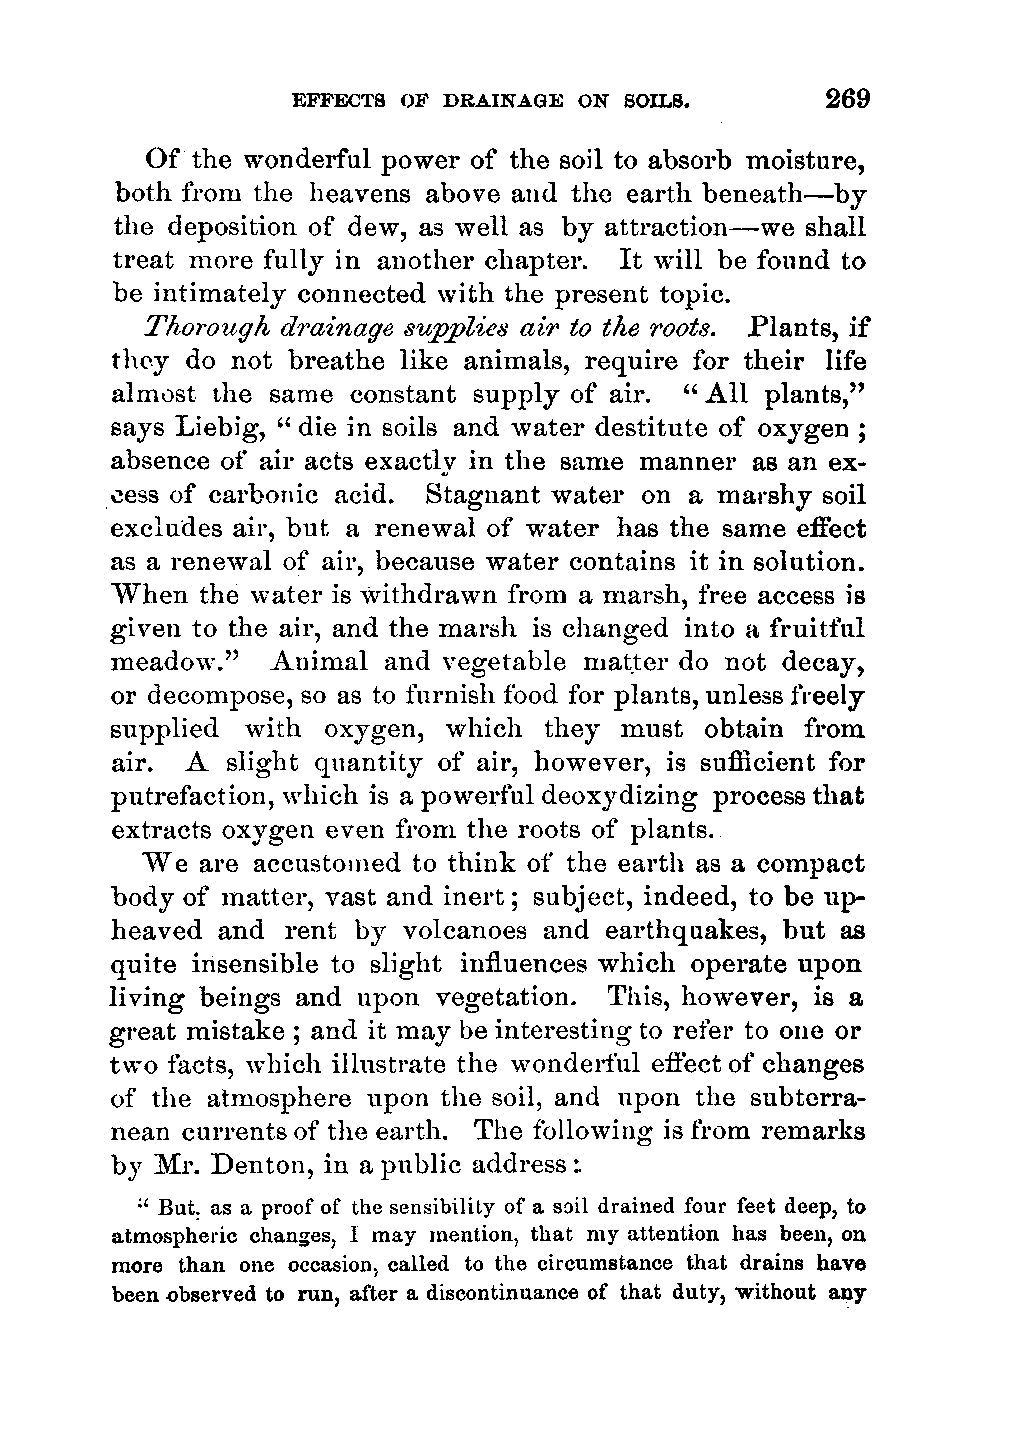 EFFECTS OF DRAINAGE ON SOILS. 269
Of the wonderful power of the soil to absorb moisture,
both from the heavens above and the earth beneath—by
the deposition of dew, as well as by attraction—we shall
treat more fully in another chapter. It will be found to
be intimately connected with the present topic.
Thorough drainage supplies air to the roots. Plants, if
they do not breathe like animals, require for their life
almost the same constant supply of air. “All plants,”
says Liebig, “die in soils and water destitute of oxygen;
absence of air acts exactly in the same manner as an ex-
cess of carbonic acid. Stagnant water on a marshy soil
excludes air, but a renewal of water has the same effect
as a renewal of air, because water contains it in solution.
When the water is withdrawn from a marsh, free access is
given to the air, and the marsh is changed into a fruitful
meadow.” Animal and vegetable matter do not decay,
or decompose, so as to furnish food for plants, unless freely
supplied with oxygen, which they must obtain from
air. A slight quantity of air, however, is sufficient for
putrefaction, which is a powerful deoxydizing process that
extracts oxygen even from the roots of plants.
We are accustomed to think of the earth as a compact
body of matter, vast and inert; subject, indeed, to be up-
heaved and rent by volcanoes and earthquakes, but as
quite insensible to slight influences which operate upon
living beings and upon vegetation. This, however, is a
great mistake; and it may be interesting to refer to one or
two facts, which illustrate the wonderful effect of changes
of the atmosphere upon the soil, and upon the subterra-
nean currents of the earth. The following is from remarks
by Mr. Denton, in a public address:
“But, as a proof of the sensibility of a soil drained four feet deep, to
atmospheric changes, I may mention, that my attention has been, on
more than one occasion, called to the circumstance that drains have
been observed to run, after a discontinuance of that duty, without any